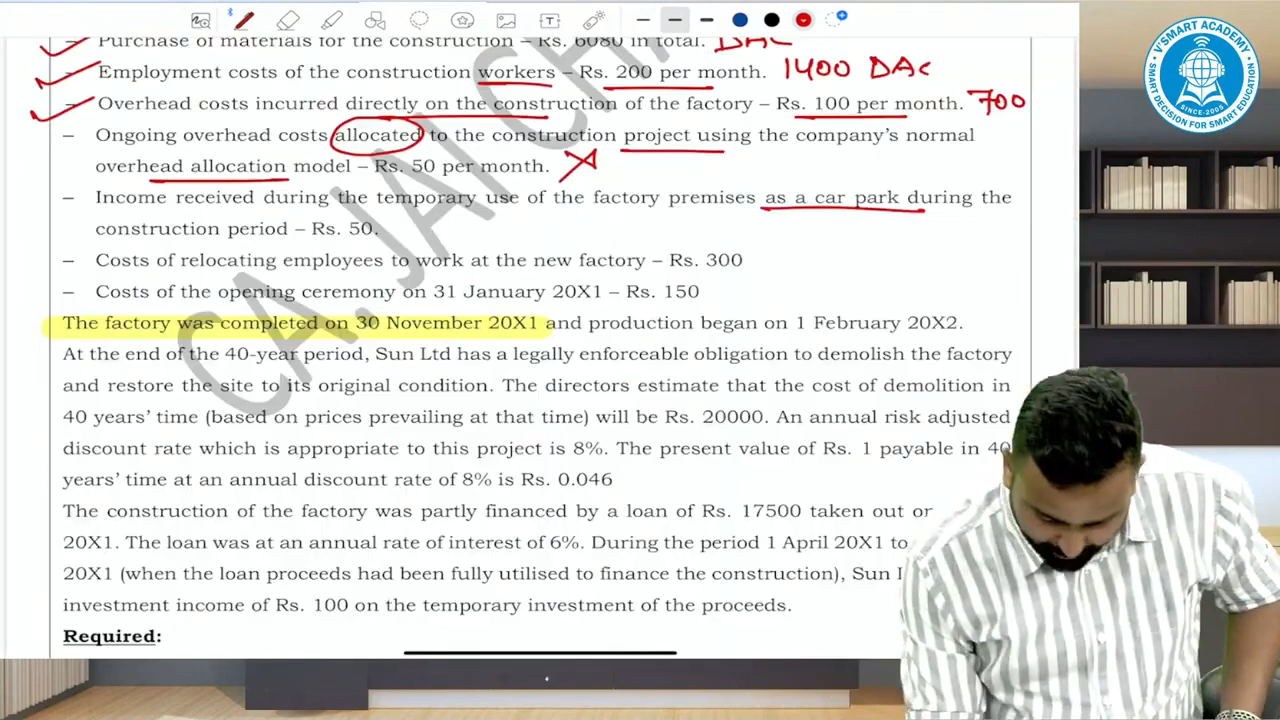 – Purchase of materials for the construction – Rs. 6080 in total. DAC
– Employment costs of the construction workers – Rs. 200 per month. 1400 DAC
– Overhead costs incurred directly on the construction of the factory – Rs. 100 per month. 700
– Ongoing overhead costs allocated to the construction project using the company's normal
overhead allocation model – Rs. 50 per month.
– Income received during the temporary use of the factory premises as a car park during the
construction period – Rs. 50.
– Costs of relocating employees to work at the new factory – Rs. 300
– Costs of the opening ceremony on 31 January 20X1 – Rs. 150
The factory was completed on 30 November 20X1 and production began on 1 February 20X2.
At the end of the 40-year period, Sun Ltd has a legally enforceable obligation to demolish the factory
and restore the site to its original condition. The directors estimate that the cost of demolition in
40 years' time (based on prices prevailing at that time) will be Rs. 20000. An annual risk adjusted
discount rate which is appropriate to this project is 8%. The present value of Rs. 1 payable in 40
years' time at an annual discount rate of 8% is Rs. 0.046
The construction of the factory was partly financed by a loan of Rs. 17500 taken out
20X1. The loan was at an annual rate of interest of 6%. During the period 1 April 20X1 to
20X1 (when the loan proceeds had been fully utilised to finance the construction), Sun
investment income of Rs. 100 on the temporary investment of the proceeds.
Required:
CA. JAI
V'SMART ACADEMY
SMART DECISION FOR SMART EDUCATION
SINCE-2005